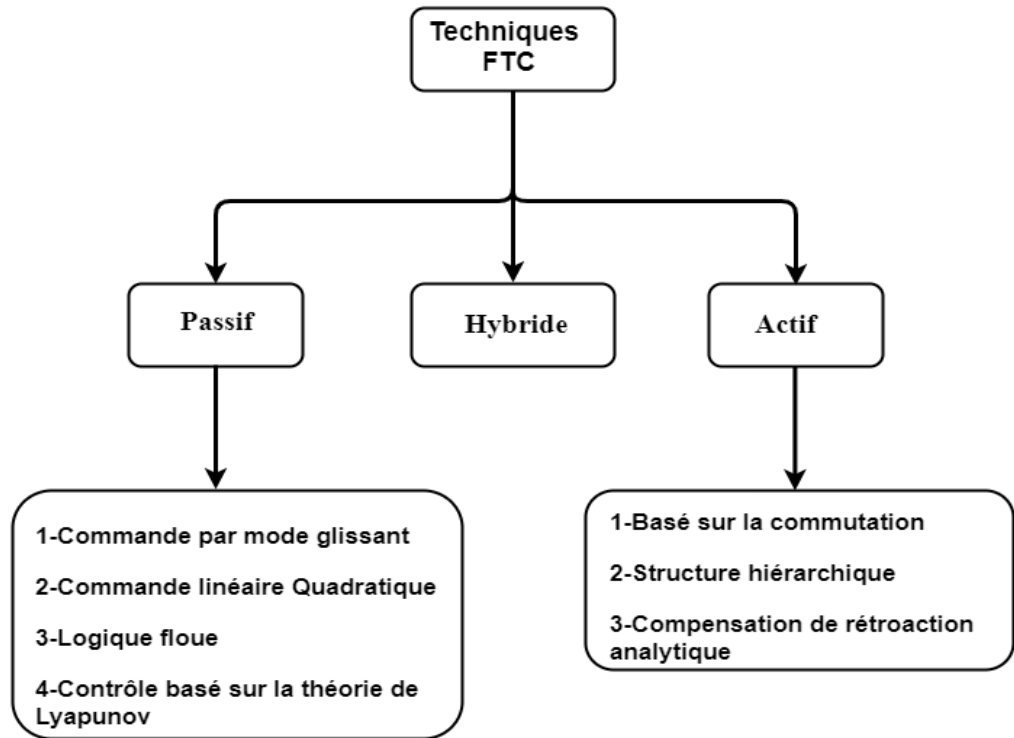 Techniques
FTC
Passif
Hybride
Actif
1-Commande par mode glissant
2-Commande linéaire Quadratique
3-Logique floue
4-Contrôle basé sur la théorie de
Lyapunov
1-Basé sur la commutation
2-Structure hiérarchique
3-Compensation de rétroaction
analytique